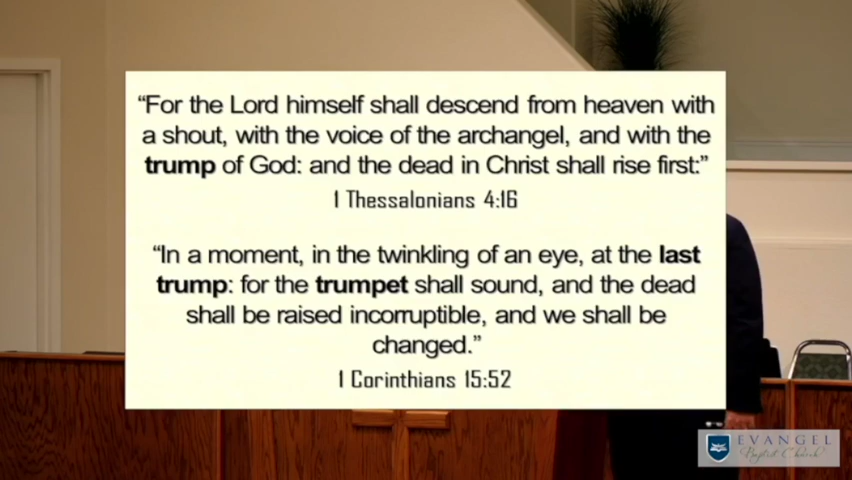 “For the Lord himself shall descend from heaven with
a shout, with the voice of the archangel, and with the
trump of God: and the dead in Christ shall rise first:”
1 Thessalonians 4:16
“In a moment, in the twinkling of an eye, at the last
trump: for the trumpet shall sound, and the dead
shall be raised incorruptible, and we shall be
changed.”
1 Corinthians 15:52
EVANGEL
Baptist Church